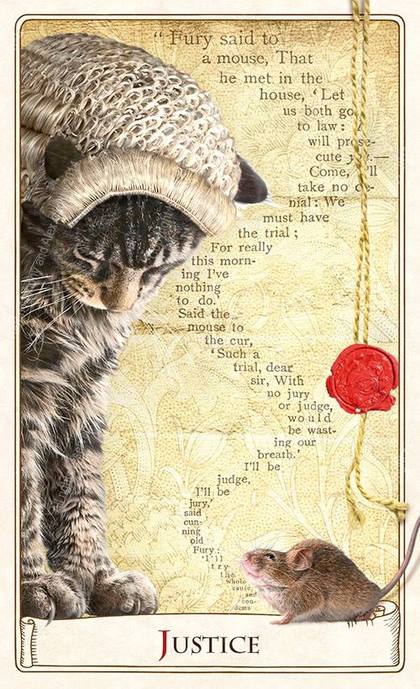 “ Fury said to
a mouse, That
he met in the
house, ‘ Let
us both go
to law :
will prose-
cute
Come, I'll
take no de-
nial : We
must have
the trial ;
For really
this morn-
ing I've
nothing
to do.'
Said the
mouse to
the cur,
‘ Such a
trial, dear
sir, With
no jury
or judge,
would
be wast-
ing our
breath.'
I'll be
judge,
I'll be
jury,'
said
cun-
ning
old
Fury :
‘ I'll
try
the
whole
cause,
and
con-
demn
JUSTICE